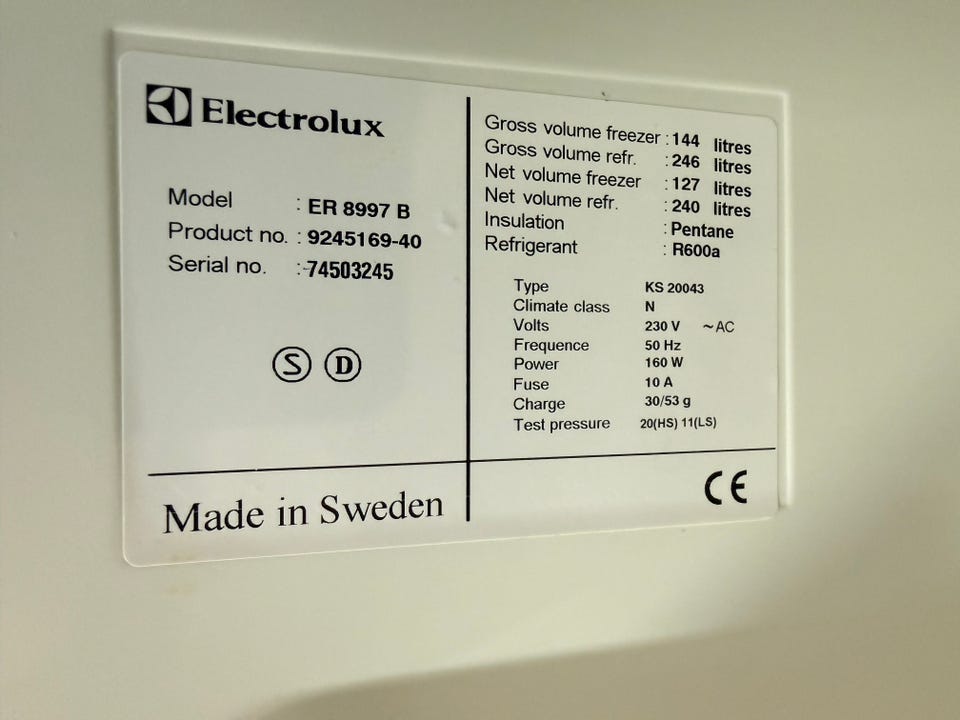 Electrolux
Model : ER 8997 B
Product no. : 9245169-40
Serial no. : 74503245
S D
Made in Sweden
Gross volume freezer : 144 litres
Gross volume refr. : 246 litres
Net volume freezer : 127 litres
Net volume refr. : 240 litres
Insulation : Pentane
Refrigerant : R600a
Type KS 20043
Climate class N
Volts 230 V ~ AC
Frequence 50 Hz
Power 160 W
Fuse 10 A
Charge 30/53 g
Test pressure 20(HS) 11(LS)
CE